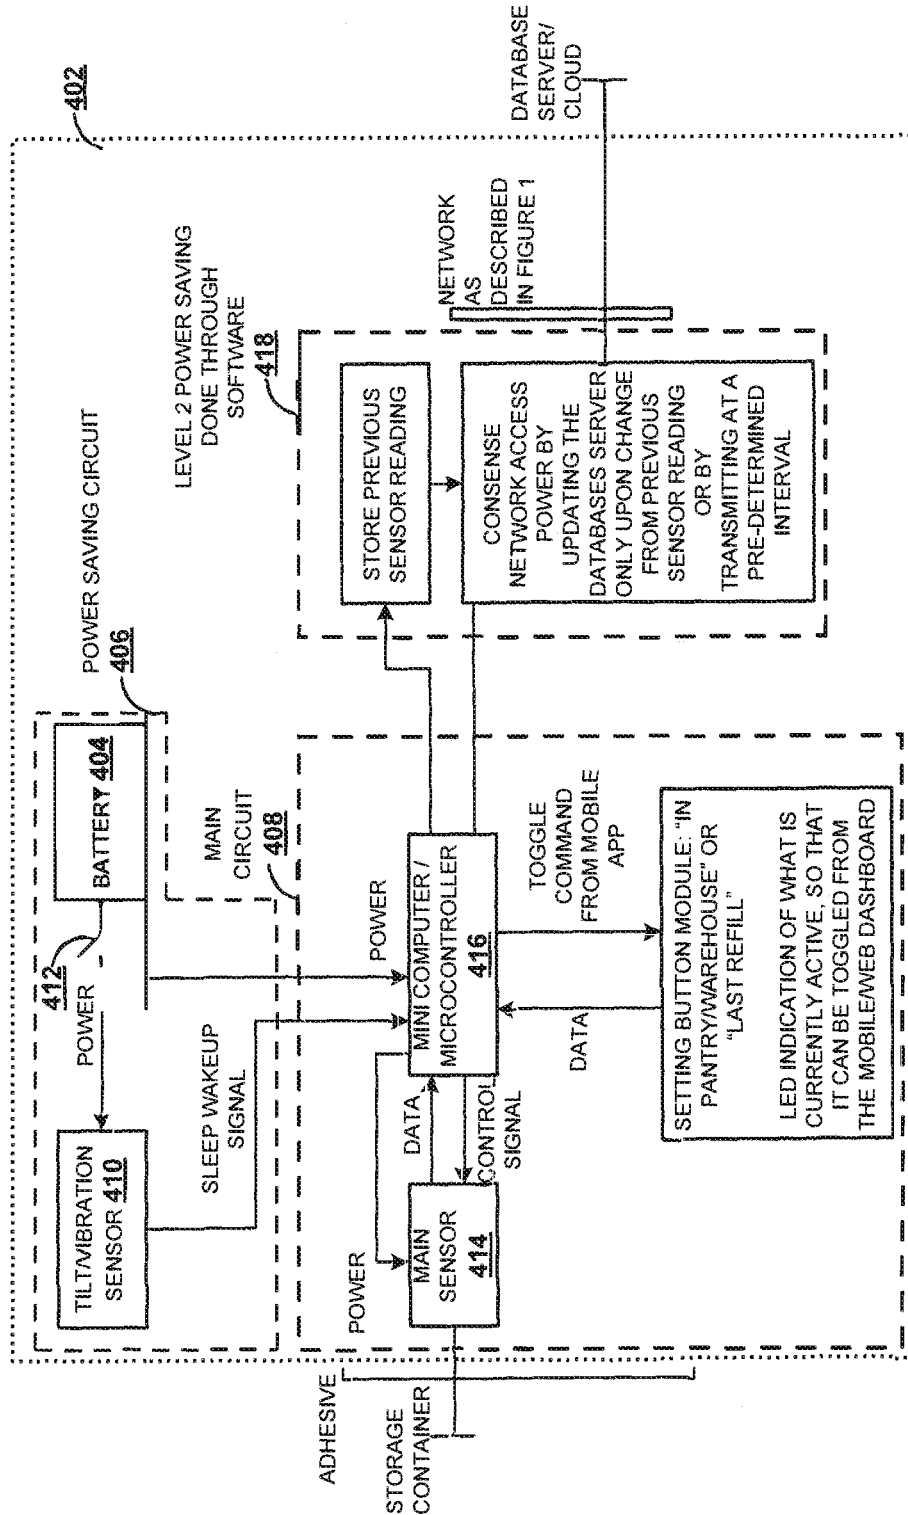 402
POWER SAVING CIRCUIT
406
BATTERY 404
412
POWER
TILT/VIBRATION
SENSOR 410
SLEEP WAKEUP
SIGNAL
MAIN
CIRCUIT
408
POWER
LEVEL 2 POWER SAVING
DONE THROUGH
SOFTWARE
418
STORE PREVIOUS
SENSOR READING
CONSENSE
NETWORK ACCESS
POWER BY
UPDATING THE
DATABASES SERVER
ONLY UPON CHANGE
FROM PREVIOUS
SENSOR READING
OR BY
TRANSMITTING AT A
PRE-DETERMINED
INTERVAL
NETWORK
AS
DESCRIBED
IN FIGURE 1
DATABASE
SERVER/
CLOUD
ADHESIVE
STORAGE
CONTAINER
POWER
MAIN
SENSOR
414
DATA
CONTROL
SIGNAL
MINI COMPUTER /
MICROCONTROLLER
416
DATA
TOGGLE
COMMAND
FROM MOBILE
APP
SETTING BUTTON MODULE: "IN
PANTRY/WAREHOUSE" OR
"LAST REFILL"
LED INDICATION OF WHAT IS
CURRENTLY ACTIVE, SO THAT
IT CAN BE TOGGLED FROM
THE MOBILE/WEB DASHBOARD